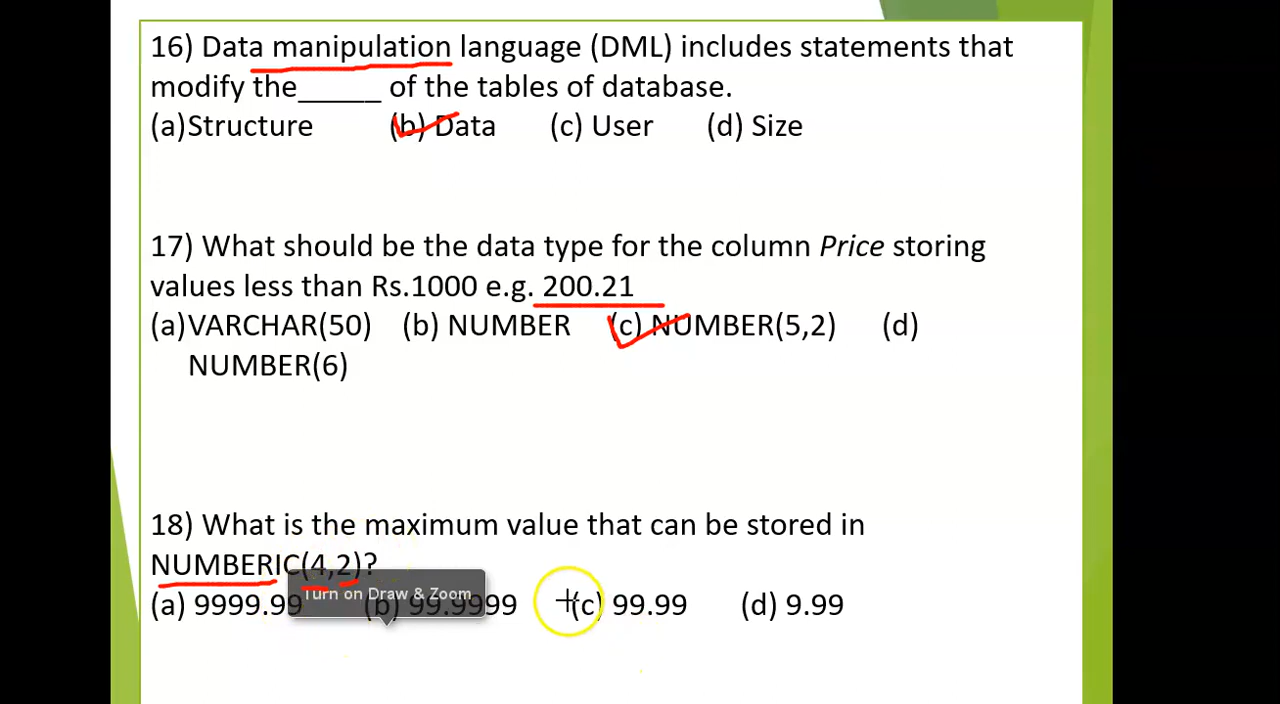 16) Data manipulation language (DML) includes statements that
modify the_____ of the tables of database.
(a)Structure (b) Data (c) User (d) Size
17) What should be the data type for the column Price storing
values less than Rs.1000 e.g. 200.21
(a)VARCHAR(50) (b) NUMBER (c) NUMBER(5,2) (d)
NUMBER(6)
18) What is the maximum value that can be stored in
NUMBERIC(4,2)?
Turn on Draw & Zoom
(a) 9999.99 (b) 99.9999 (c) 99.99 (d) 9.99